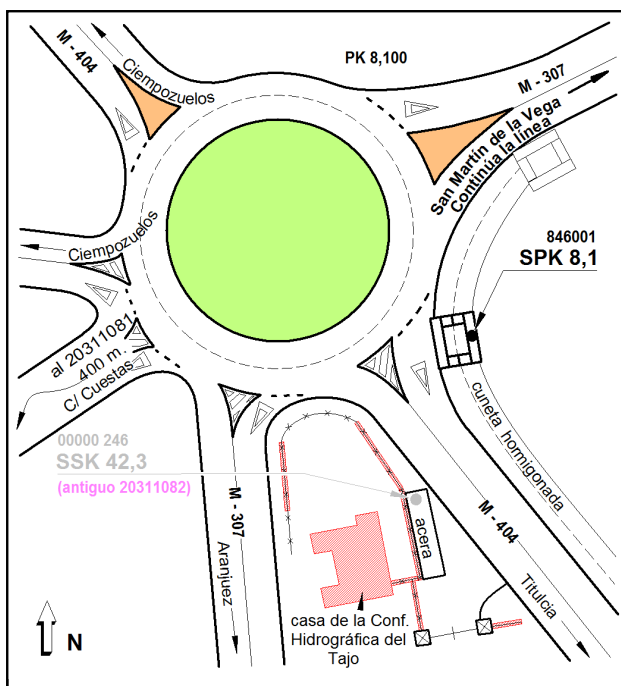 PK 8,100
M - 404
Ciempozuelos
M - 307
San Martín de la Vega
Continúa la línea
846001
SPK 8,1
Ciempozuelos
al 20311081
400 m.
C/ Cuestas
00000 246
SSK 42,3
(antiguo 20311082)
cuneta hormigonada
M - 307
Aranjuez
acera
M - 404
Titulcia
casa de la Conf.
Hidrográfica del
Tajo
N